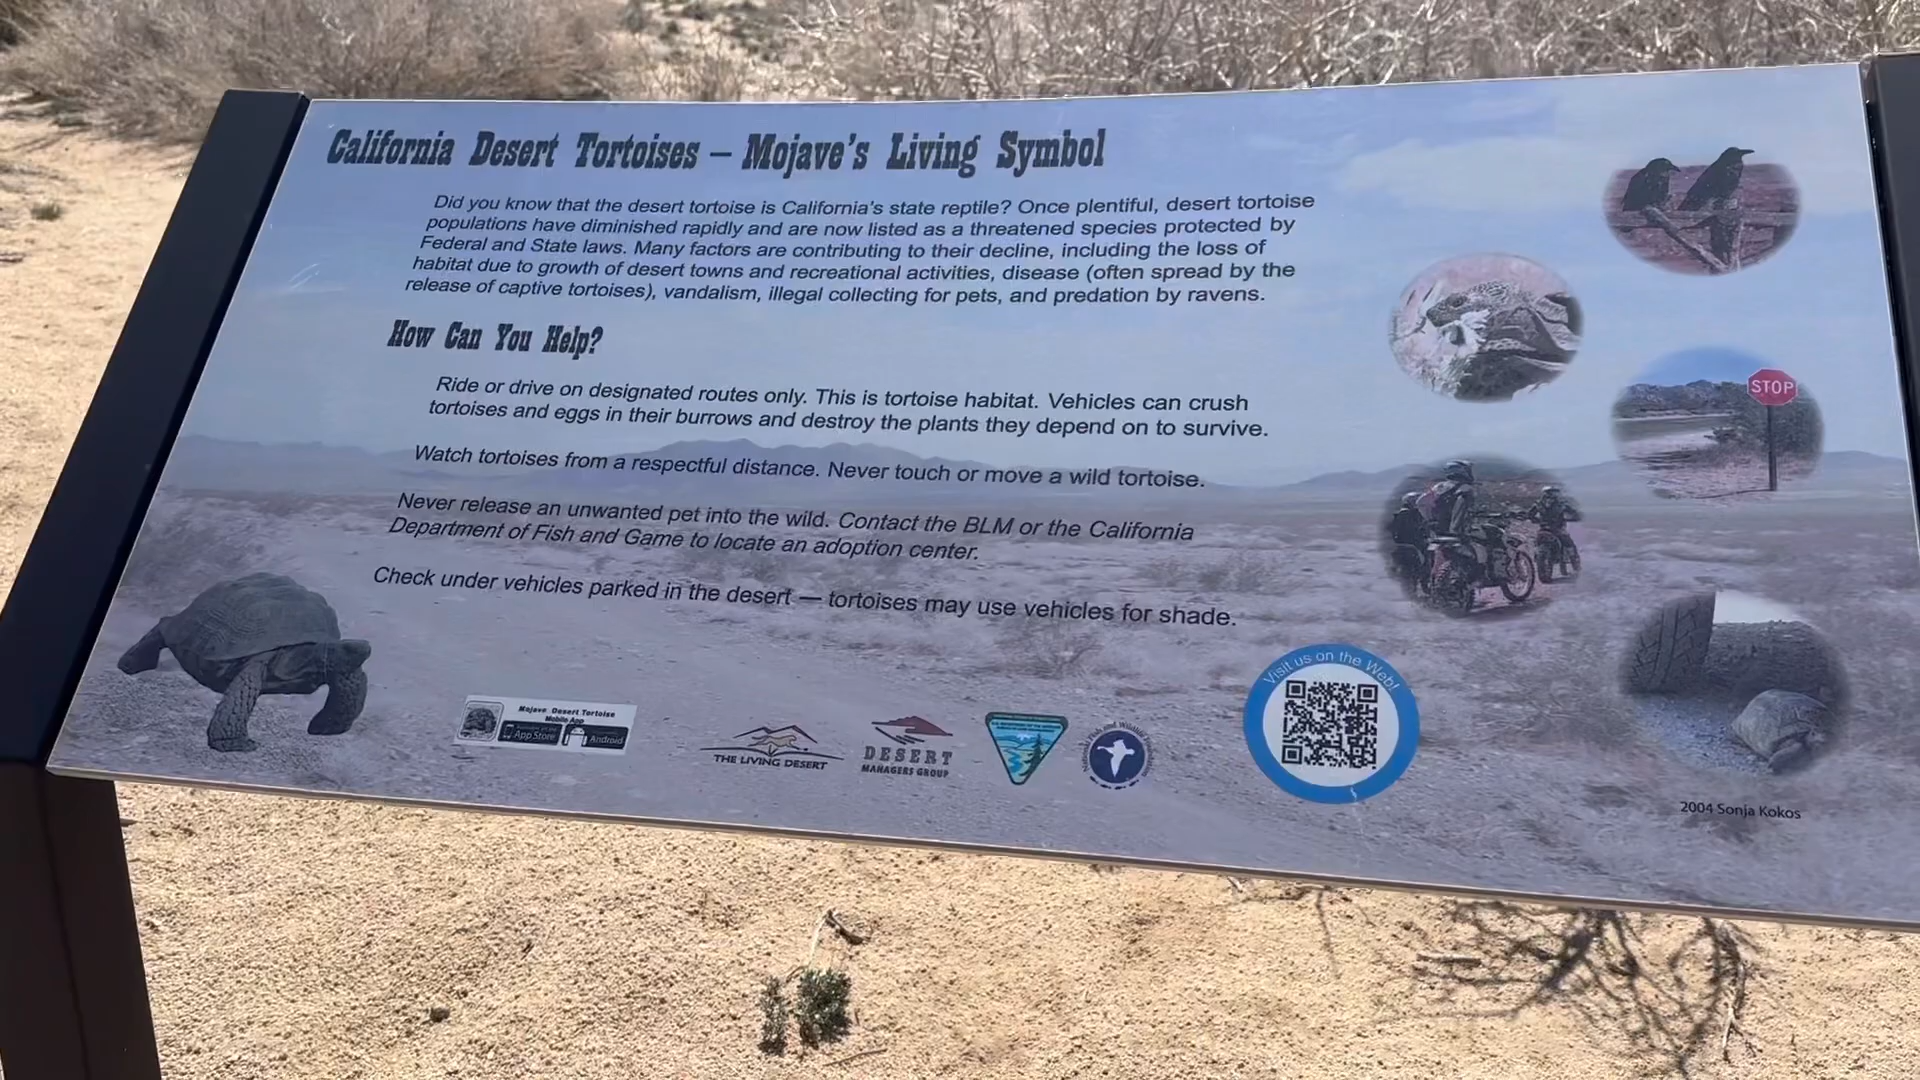 California Desert Tortoises – Mojave's Living Symbol
Did you know that the desert tortoise is California's state reptile? Once plentiful, desert tortoise
populations have diminished rapidly and are now listed as a threatened species protected by
Federal and State laws. Many factors are contributing to their decline, including the loss of
habitat due to growth of desert towns and recreational activities, disease (often spread by the
release of captive tortoises), vandalism, illegal collecting for pets, and predation by ravens.
How Can You Help?
Ride or drive on designated routes only. This is tortoise habitat. Vehicles can crush
tortoises and eggs in their burrows and destroy the plants they depend on to survive.
Watch tortoises from a respectful distance. Never touch or move a wild tortoise.
Never release an unwanted pet into the wild. Contact the BLM or the California
Department of Fish and Game to locate an adoption center.
Check under vehicles parked in the desert — tortoises may use vehicles for shade.
STOP
Mojave Desert Tortoise
Mobile App
App Store
Android
THE LIVING DESERT
DESERT
MANAGERS GROUP
National Fish and Wildlife Foundation
Visit us on the Web!
2004 Sonja Kokos